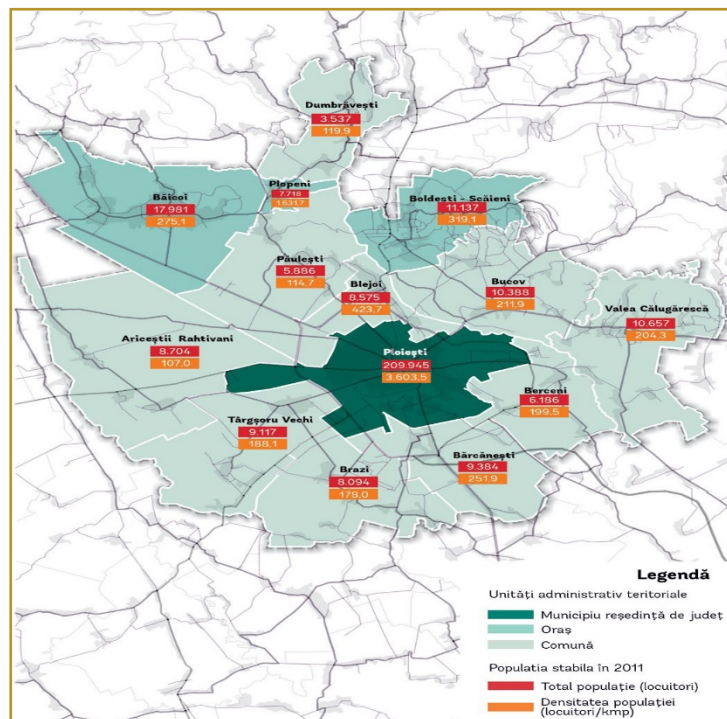 Dumbrăvești
3.537
119.9
Plopeni
7.718
1.631.7
Băicoi
17.981
275.1
Boldești - Scăieni
11.137
319.1
Păulești
5.886
114.7
Blejoi
8.575
423.7
Bucov
10.388
211.9
Valea Călugărească
10.657
204.3
Ariceștii Rahtivani
8.704
107.0
Ploiești
209.945
3.603.5
Berceni
6.186
199.5
Târgșoru Vechi
9.117
188.1
Brazi
8.094
178.0
Bărcănești
9.384
251.9
Legendă
Unități administrativ teritoriale
Municipiu reședință de județ
Oraș
Comună
Populatia stabila în 2011
Total populație (locuitori)
Densitatea populației
(locuitori/kmp)